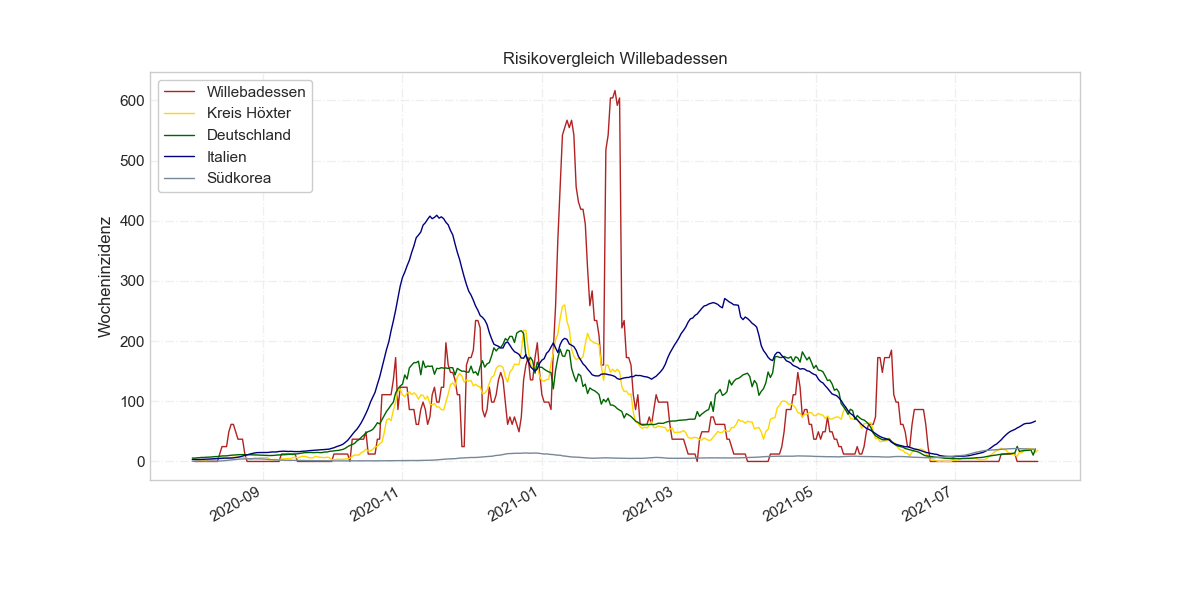 Risikovergleich Willebadessen
Willebadessen
Kreis Höxter
Deutschland
Italien
Südkorea
Wocheninzidenz
600
500
400
300
200
100
0
2020-09
2020-11
2021-01
2021-03
2021-05
2021-07